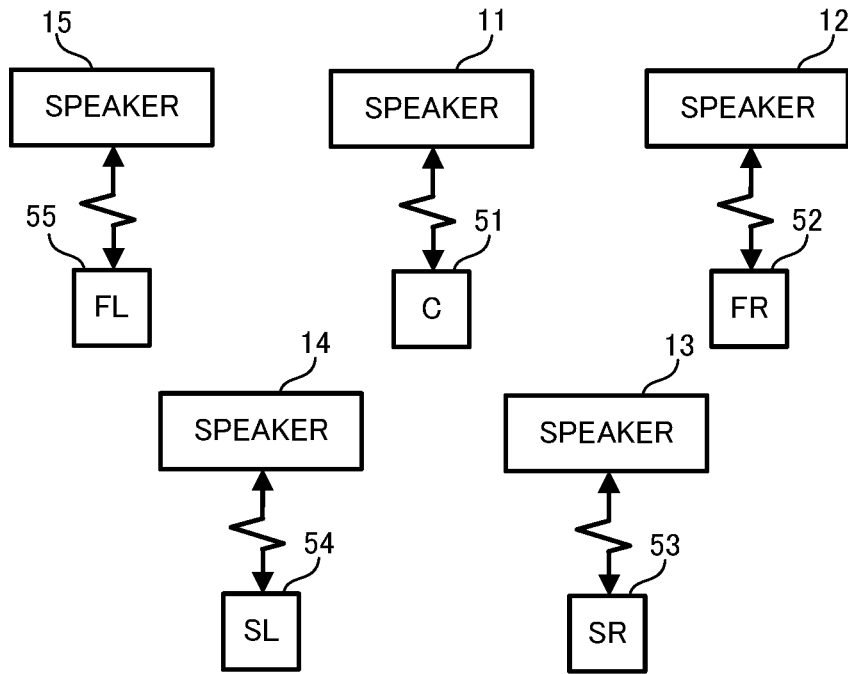 15 11 12
SPEAKER SPEAKER SPEAKER
55 51 52
FL C FR
14 13
SPEAKER SPEAKER
54 53
SL SR